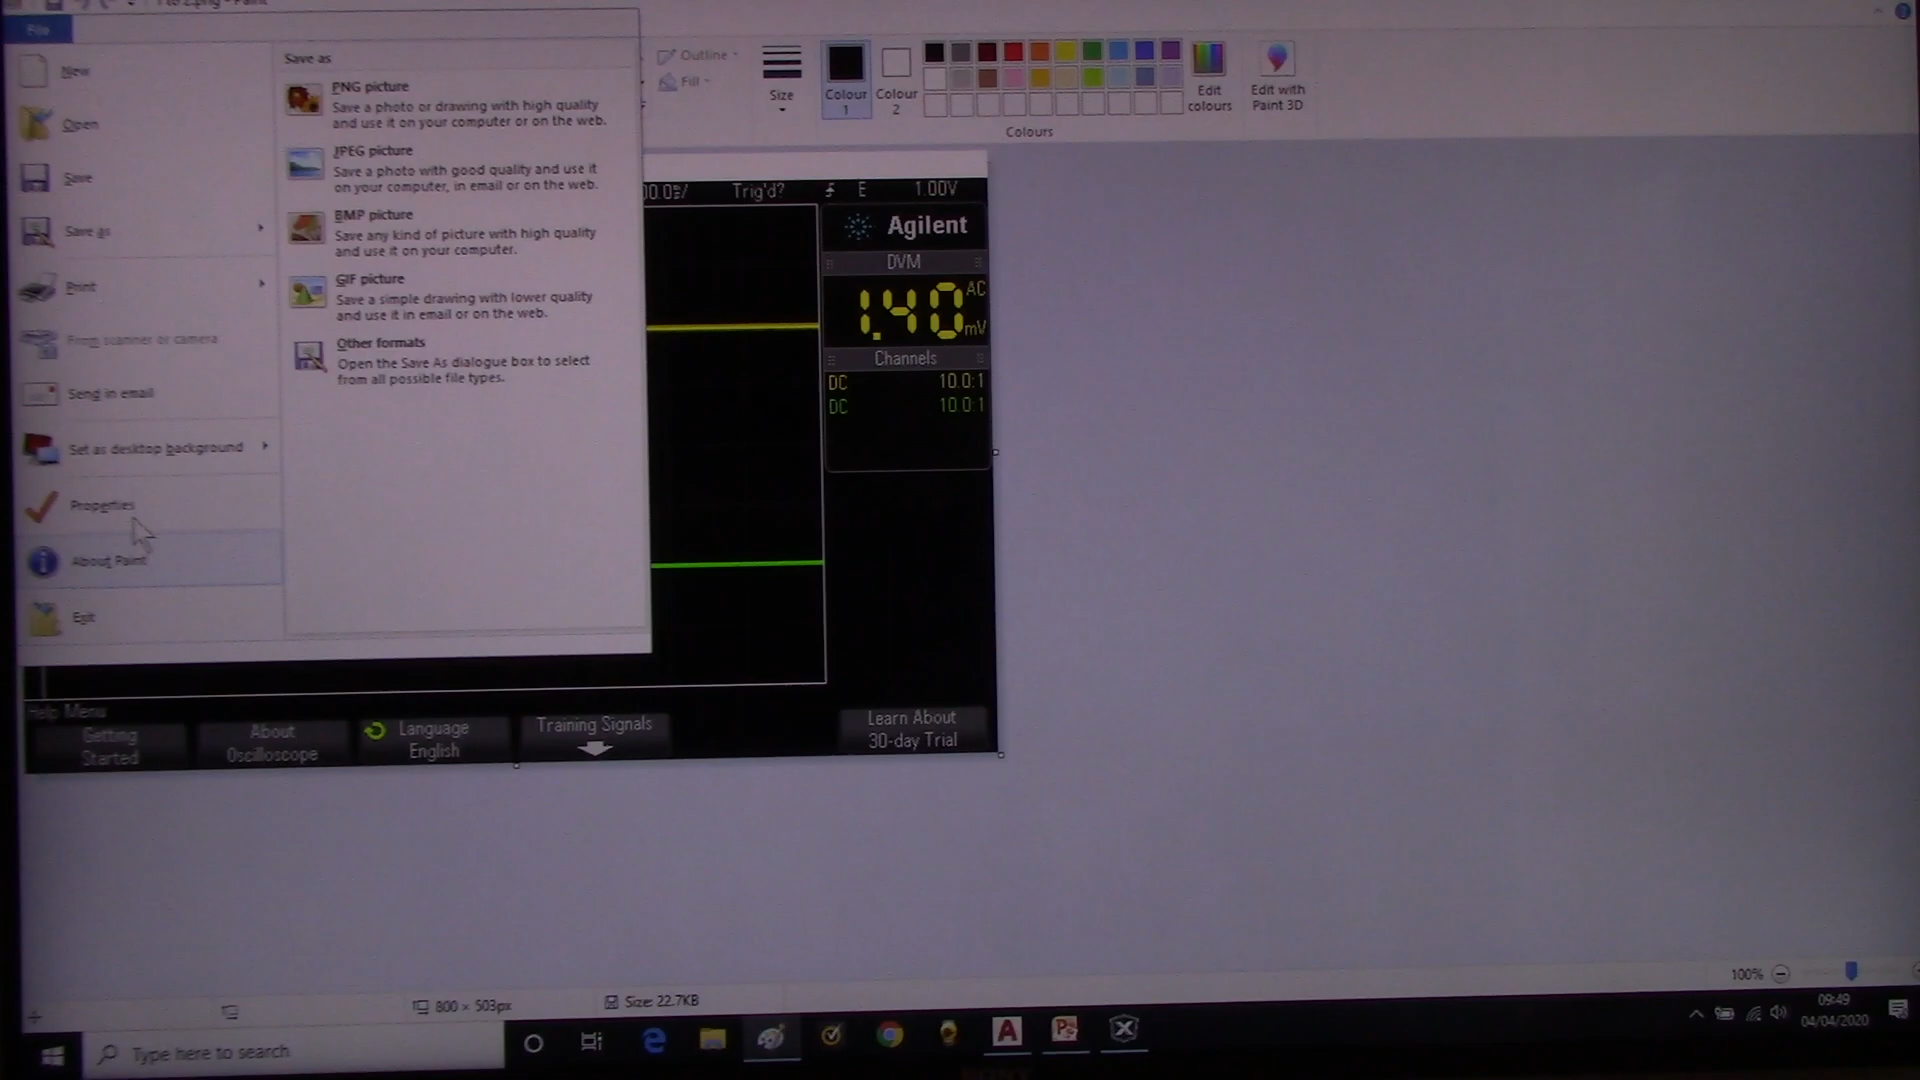 File
New
Open
Save
Save as
Print
From scanner or camera
Send in email
Set as desktop background
Properties
About Paint
Exit
Save as
PNG picture
Save a photo or drawing with high quality
and use it on your computer or on the web.
JPEG picture
Save a photo with good quality and use it
on your computer, in email or on the web.
BMP picture
Save any kind of picture with high quality
and use it on your computer.
GIF picture
Save a simple drawing with lower quality
and use it in email or on the web.
Other formats
Open the Save As dialogue box to select
from all possible file types.
Outline
Fill
Size
Colour
1
Colour
2
Edit
colours
Edit with
Paint 3D
Colours
Trig'd? E 1.00V
Agilent
DVM
1.40 AC
mV
Channels
DC 10.0:1
DC 10.0:1
Help Menu
Getting
Started
About
Oscilloscope
Language
English
Training Signals
Learn About
30-day Trial
800 × 503px
Size: 22.7KB
100%
Type here to search
09:49
04/04/2020
SONY